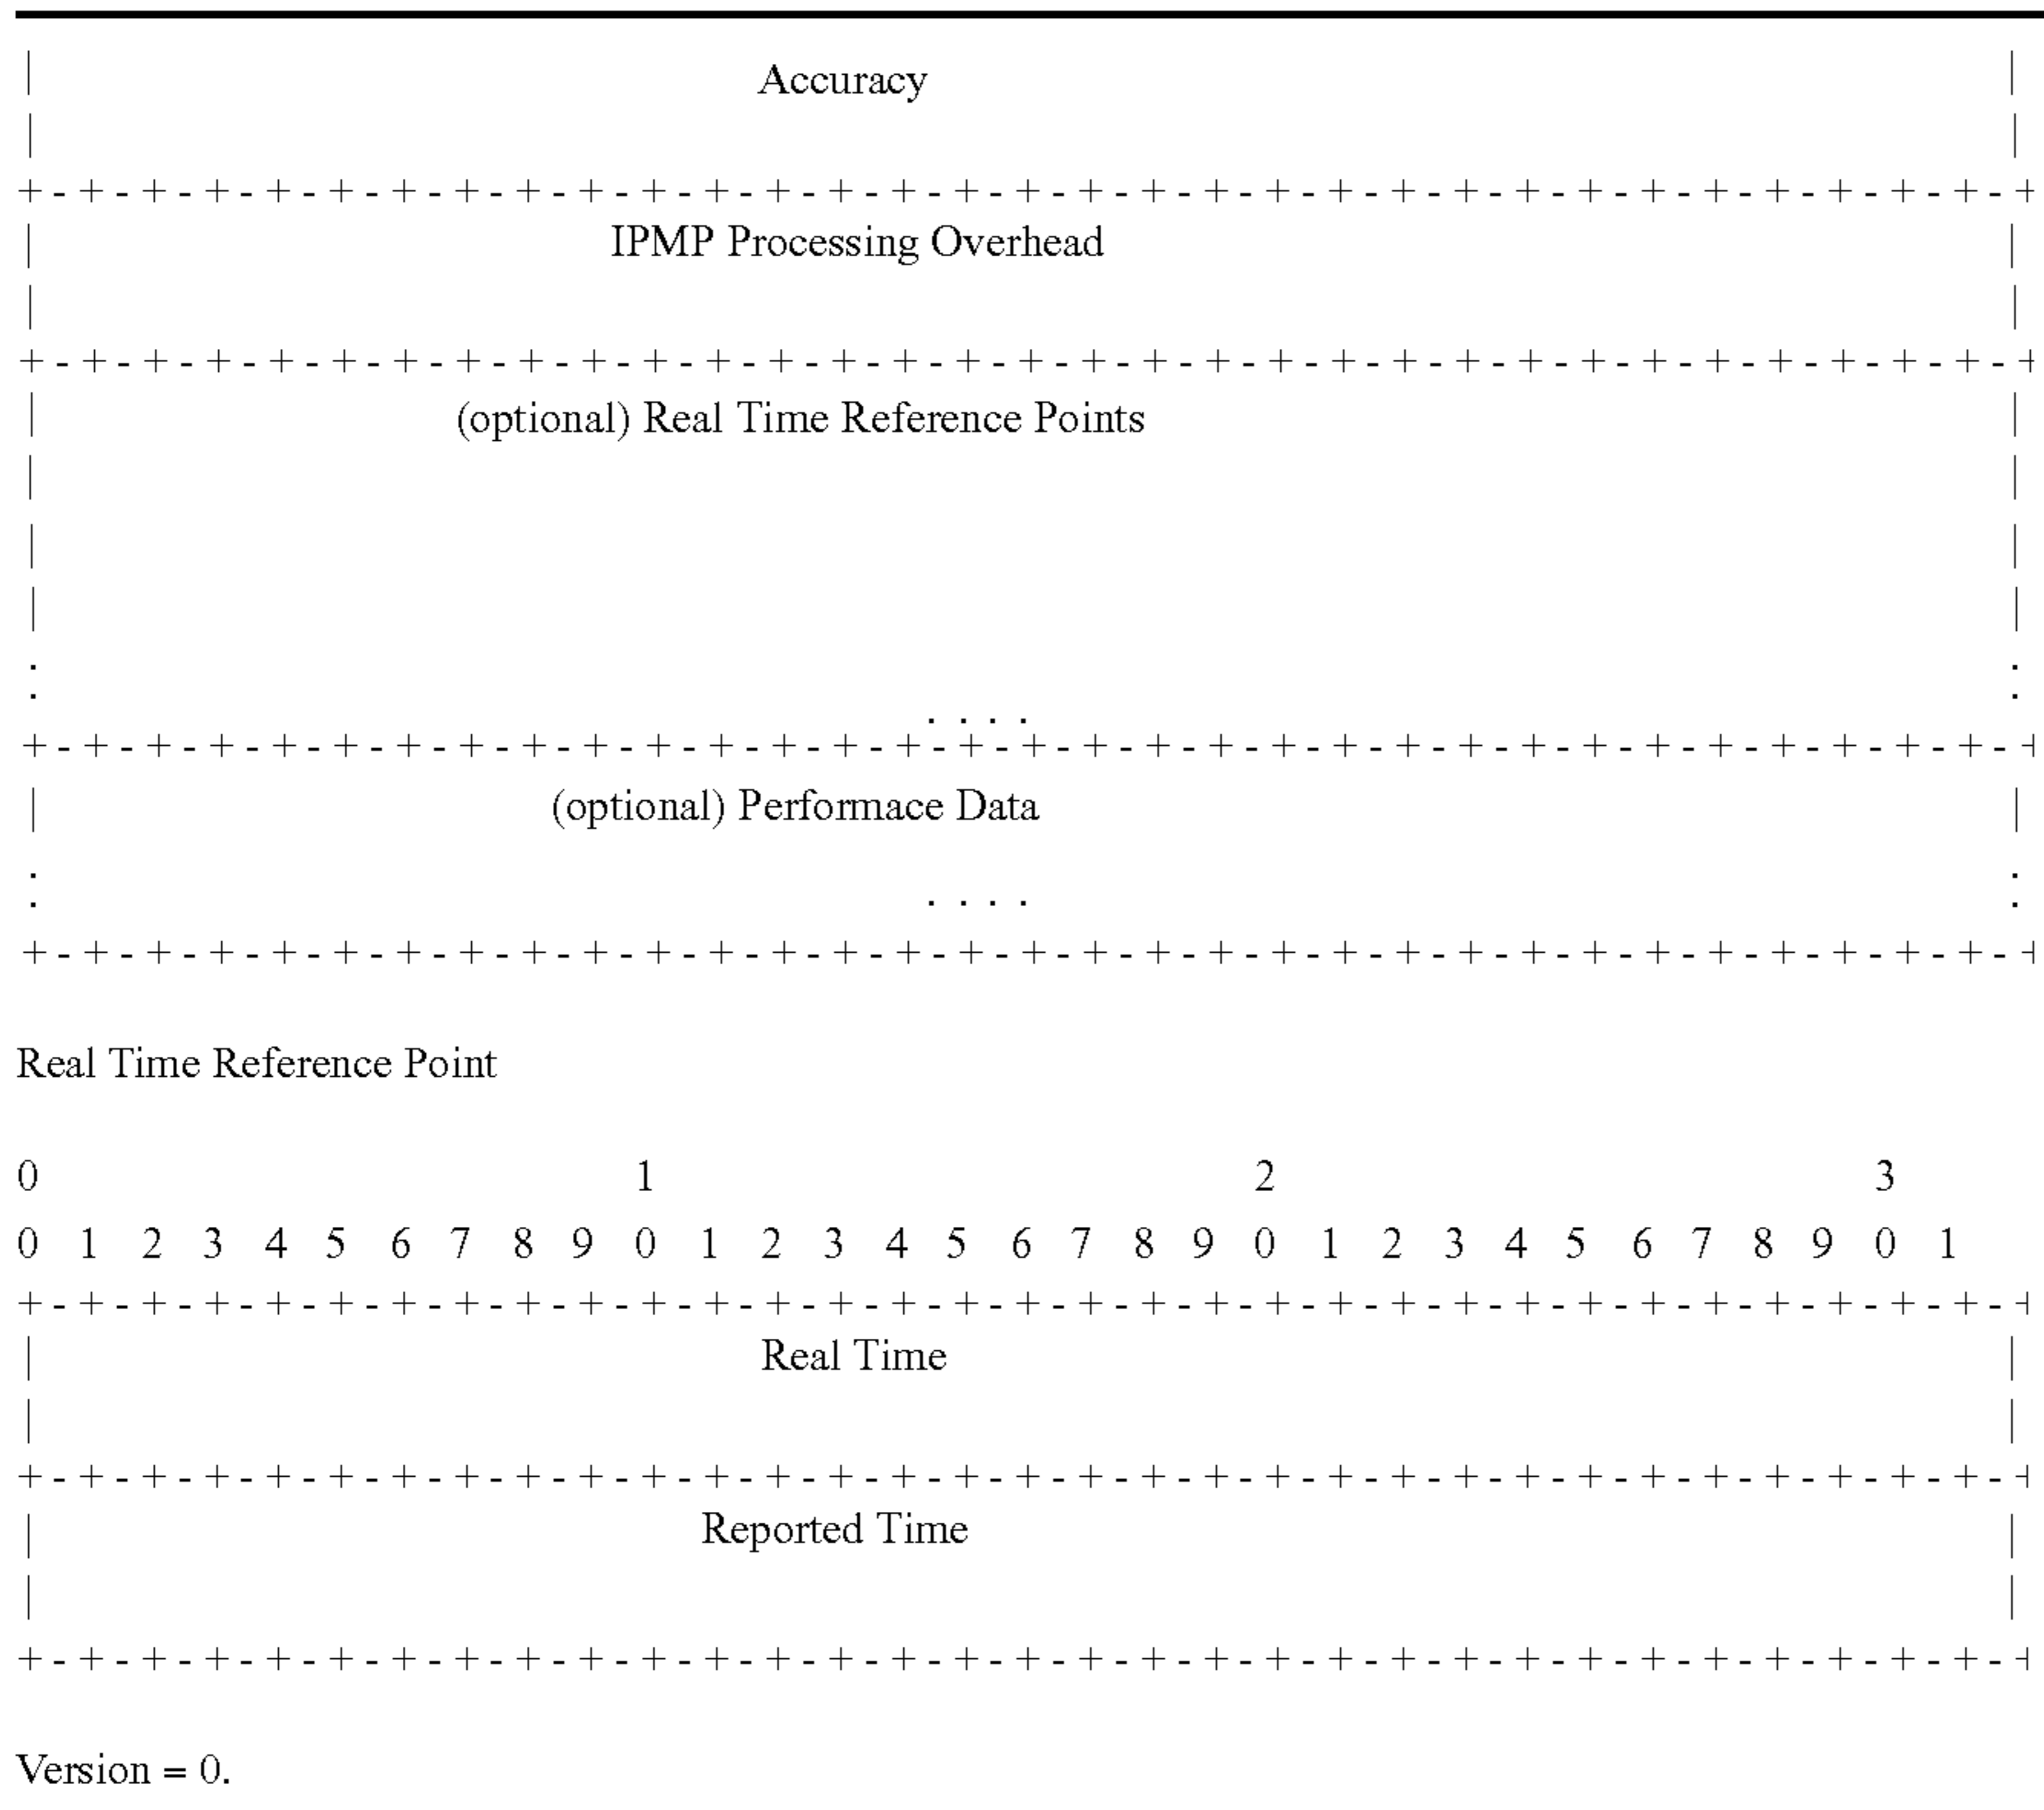 | Accuracy |
| |
+-+-+-+-+-+-+-+-+-+-+-+-+-+-+-+-+-+-+-+-+-+-+-+-+-+-+-+-+-+-+-+-+
| IPMP Processing Overhead |
| |
+-+-+-+-+-+-+-+-+-+-+-+-+-+-+-+-+-+-+-+-+-+-+-+-+-+-+-+-+-+-+-+-+
| (optional) Real Time Reference Points |
| |
| |
| |
: :
. . . .
+-+-+-+-+-+-+-+-+-+-+-+-+-+-+-+-+-+-+-+-+-+-+-+-+-+-+-+-+-+-+-+-+
| (optional) Performace Data |
: . . . . :
+-+-+-+-+-+-+-+-+-+-+-+-+-+-+-+-+-+-+-+-+-+-+-+-+-+-+-+-+-+-+-+-+
Real Time Reference Point
0 1 2 3
0 1 2 3 4 5 6 7 8 9 0 1 2 3 4 5 6 7 8 9 0 1 2 3 4 5 6 7 8 9 0 1
+-+-+-+-+-+-+-+-+-+-+-+-+-+-+-+-+-+-+-+-+-+-+-+-+-+-+-+-+-+-+-+-+
| Real Time |
| |
+-+-+-+-+-+-+-+-+-+-+-+-+-+-+-+-+-+-+-+-+-+-+-+-+-+-+-+-+-+-+-+-+
| Reported Time |
| |
+-+-+-+-+-+-+-+-+-+-+-+-+-+-+-+-+-+-+-+-+-+-+-+-+-+-+-+-+-+-+-+-+
Version = 0.